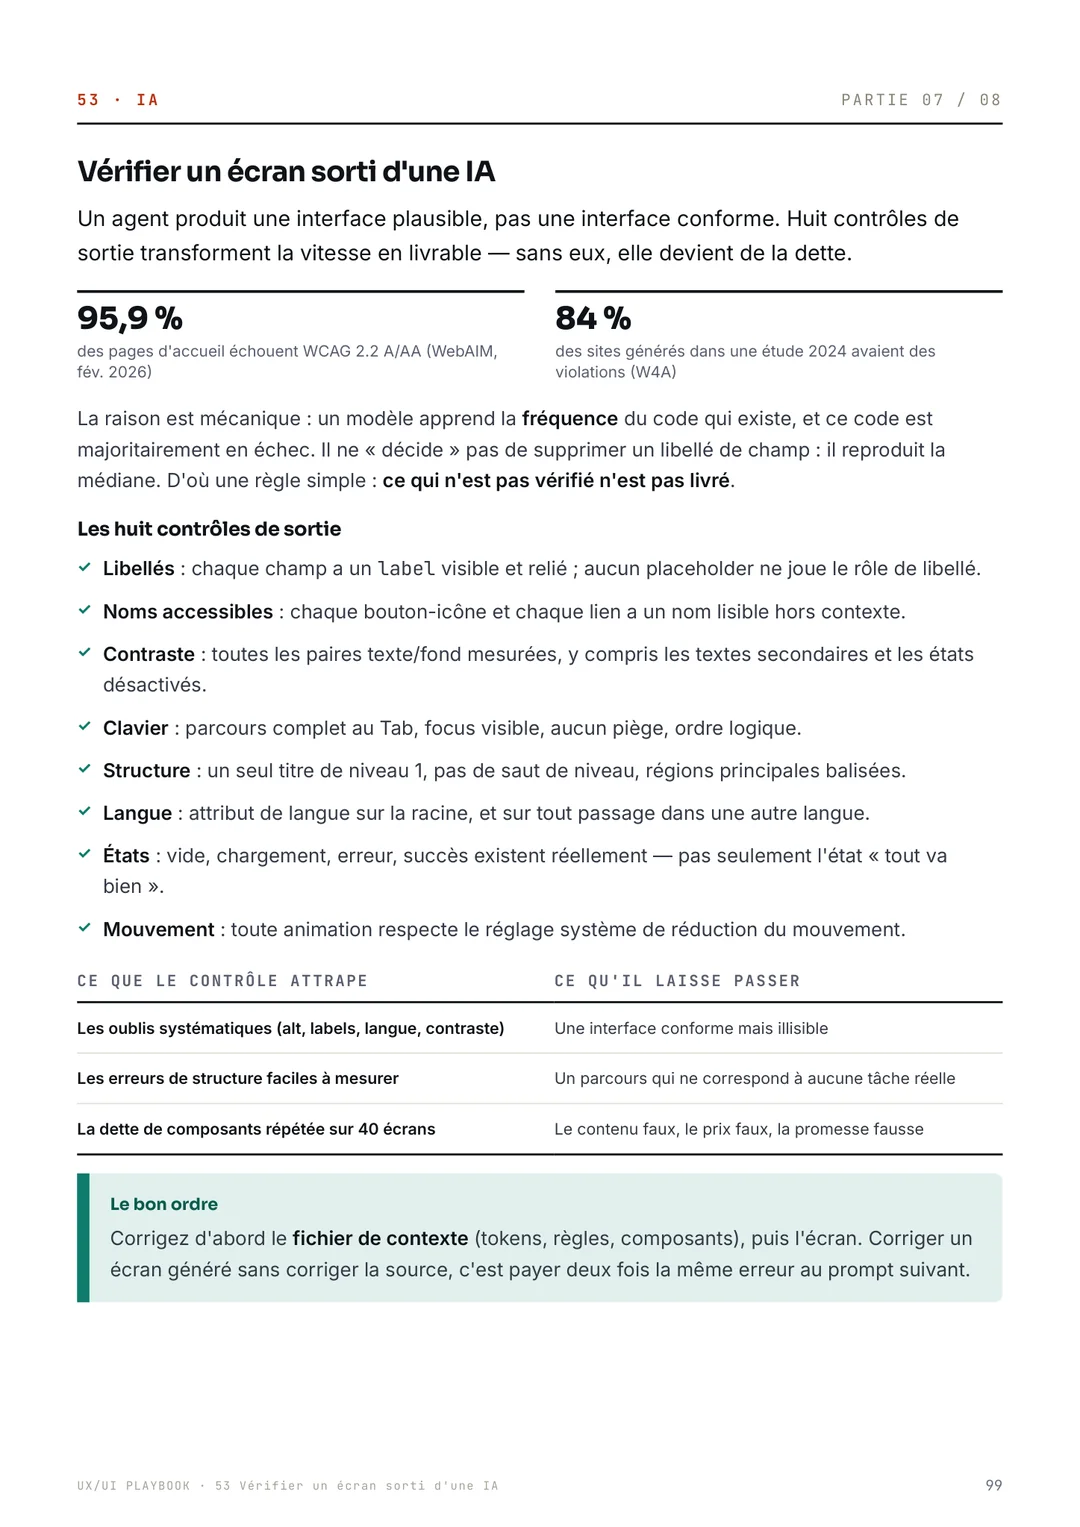 53 · IA
PARTIE 07 / 08
Vérifier un écran sorti d'une IA
Un agent produit une interface plausible, pas une interface conforme. Huit contrôles de
sortie transforment la vitesse en livrable — sans eux, elle devient de la dette.
95,9 %
des pages d'accueil échouent WCAG 2.2 A/AA (WebAIM,
fév. 2026)
84 %
des sites générés dans une étude 2024 avaient des
violations (W4A)
La raison est mécanique : un modèle apprend la fréquence du code qui existe, et ce code est
majoritairement en échec. Il ne « décide » pas de supprimer un libellé de champ : il reproduit la
médiane. D'où une règle simple : ce qui n'est pas vérifié n'est pas livré.
Les huit contrôles de sortie
✓ Libellés : chaque champ a un label visible et relié ; aucun placeholder ne joue le rôle de libellé.
✓ Noms accessibles : chaque bouton-icône et chaque lien a un nom lisible hors contexte.
✓ Contraste : toutes les paires texte/fond mesurées, y compris les textes secondaires et les états
désactivés.
✓ Clavier : parcours complet au Tab, focus visible, aucun piège, ordre logique.
✓ Structure : un seul titre de niveau 1, pas de saut de niveau, régions principales balisées.
✓ Langue : attribut de langue sur la racine, et sur tout passage dans une autre langue.
✓ États : vide, chargement, erreur, succès existent réellement — pas seulement l'état « tout va
bien ».
✓ Mouvement : toute animation respecte le réglage système de réduction du mouvement.
CE QUE LE CONTRÔLE ATTRAPE
CE QU'IL LAISSE PASSER
Les oublis systématiques (alt, labels, langue, contraste)
Une interface conforme mais illisible
Les erreurs de structure faciles à mesurer
Un parcours qui ne correspond à aucune tâche réelle
La dette de composants répétée sur 40 écrans
Le contenu faux, le prix faux, la promesse fausse
Le bon ordre
Corrigez d'abord le fichier de contexte (tokens, règles, composants), puis l'écran. Corriger un
écran généré sans corriger la source, c'est payer deux fois la même erreur au prompt suivant.
UX/UI PLAYBOOK · 53 Vérifier un écran sorti d'une IA
99